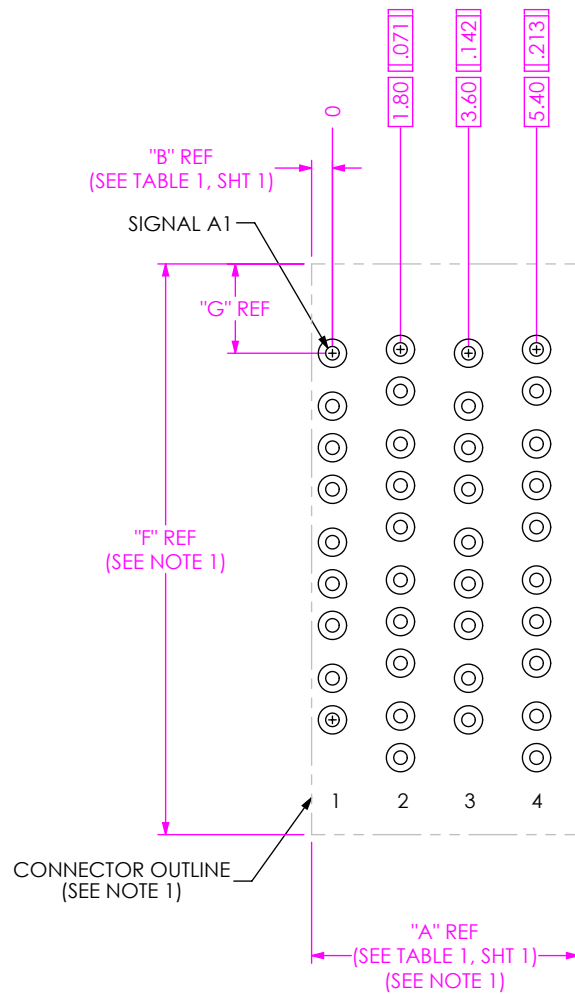 1.80 [.071]
3.60 [.142]
5.40 [.213]
0
"B" REF
(SEE TABLE 1, SHT 1)
SIGNAL A1
"G" REF
"F" REF
(SEE NOTE 1)
1 2 3 4
CONNECTOR OUTLINE
(SEE NOTE 1)
"A" REF
(SEE TABLE 1, SHT 1)
(SEE NOTE 1)